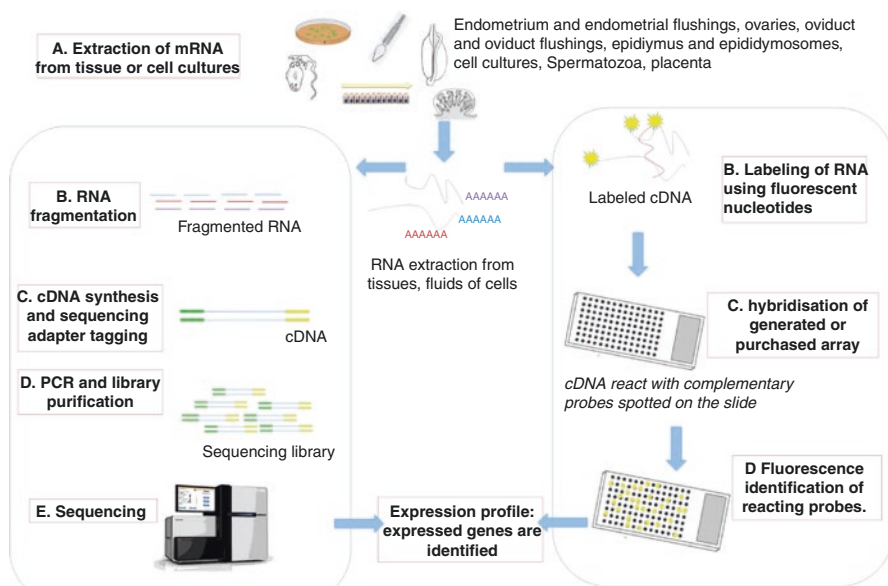 A. Extraction of mRNA
from tissue or cell cultures
Endometrium and endometrial flushings, ovaries, oviduct
and oviduct flushings, epidiymus and epididymosomes,
cell cultures, Spermatozoa, placenta
B. RNA
fragmentation
Fragmented RNA
C. cDNA synthesis
and sequencing
adapter tagging
cDNA
D. PCR and library
purification
Sequencing library
E. Sequencing
AAAAAA
AAAAAA
AAAAAA
RNA extraction from
tissues, fluids of cells
Labeled cDNA
B. Labeling of RNA
using fluorescent
nucleotides
C. hybridisation of
generated or
purchased array
cDNA react with complementary
probes spotted on the slide
D Fluorescence
identification of
reacting probes.
Expression profile:
expressed genes are
identified